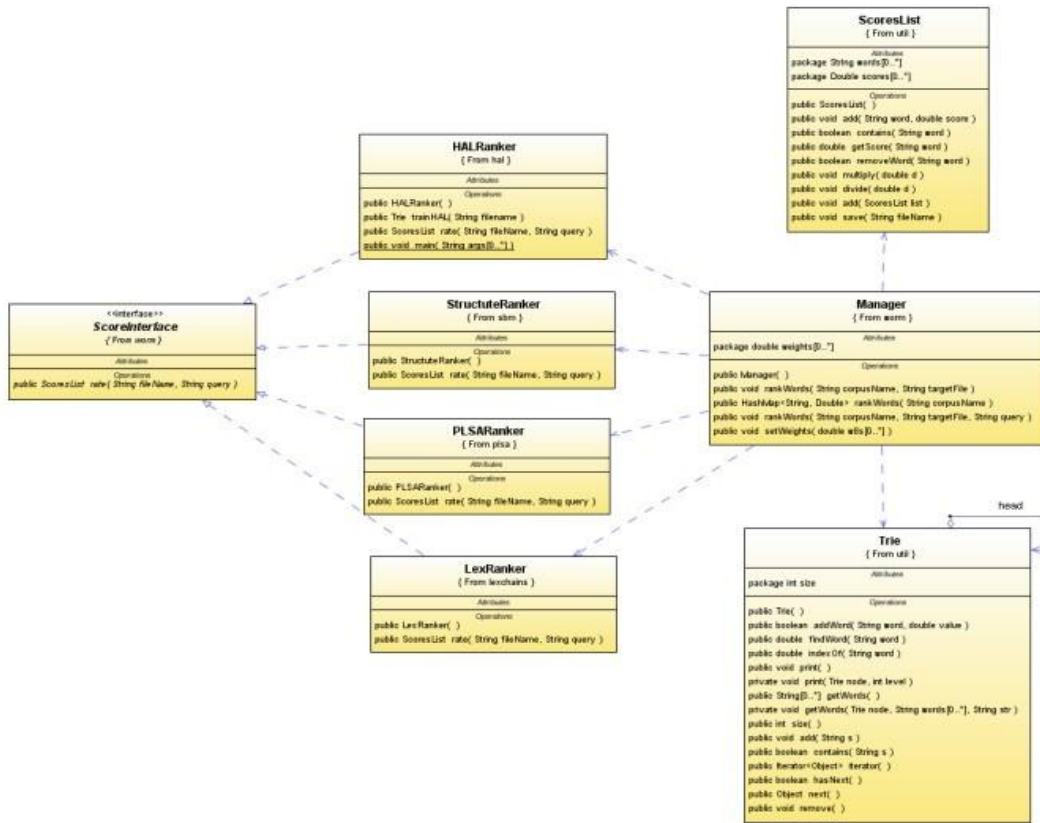 ScoresList
{ From util }
Attributes
package String words[0..*]
package Double scores[0..*]
Operations
public ScoresList( )
public void add( String word, double score )
public boolean contains( String word )
public double getScore( String word )
public boolean removeWord( String word )
public void multiply( double d )
public void divide( double d )
public void add( ScoresList list )
public void save( String fileName )
HALRanker
{ From hal }
Attributes
Operations
public HALRanker( )
public Trie trainHAL( String filename )
public ScoresList rate( String fileName, String query )
public void main( String args[0..*] )
<<interface>>
ScoreInterface
{ From worm }
Attributes
Operations
public ScoresList rate( String fileName, String query )
StructuteRanker
{ From sbm }
Attributes
Operations
public StructuteRanker( )
public ScoresList rate( String fileName, String query )
Manager
{ From worm }
Attributes
package double weights[0..*]
Operations
public Manager( )
public void rankWords( String corpusName, String targetFile )
public HashMap<String, Double> rankWords( String corpusName )
public void rankWords( String corpusName, String targetFile, String query )
public void setWeights( double w8s[0..*] )
PLSARanker
{ From plsa }
Attributes
Operations
public PLSARanker( )
public ScoresList rate( String fileName, String query )
LexRanker
{ From lexchains }
Attributes
Operations
public LexRanker( )
public ScoresList rate( String fileName, String query )
head
Trie
{ From util }
Attributes
package int size
Operations
public Trie( )
public boolean addWord( String word, double value )
public double findWord( String word )
public double indexOf( String word )
public void print( )
private void print( Trie node, int level )
public String[0..*] getWords( )
private void getWords( Trie node, String words[0..*], String str )
public int size( )
public void add( String s )
public boolean contains( String s )
public Iterator<Object> iterator( )
public boolean hasNext( )
public Object next( )
public void remove( )